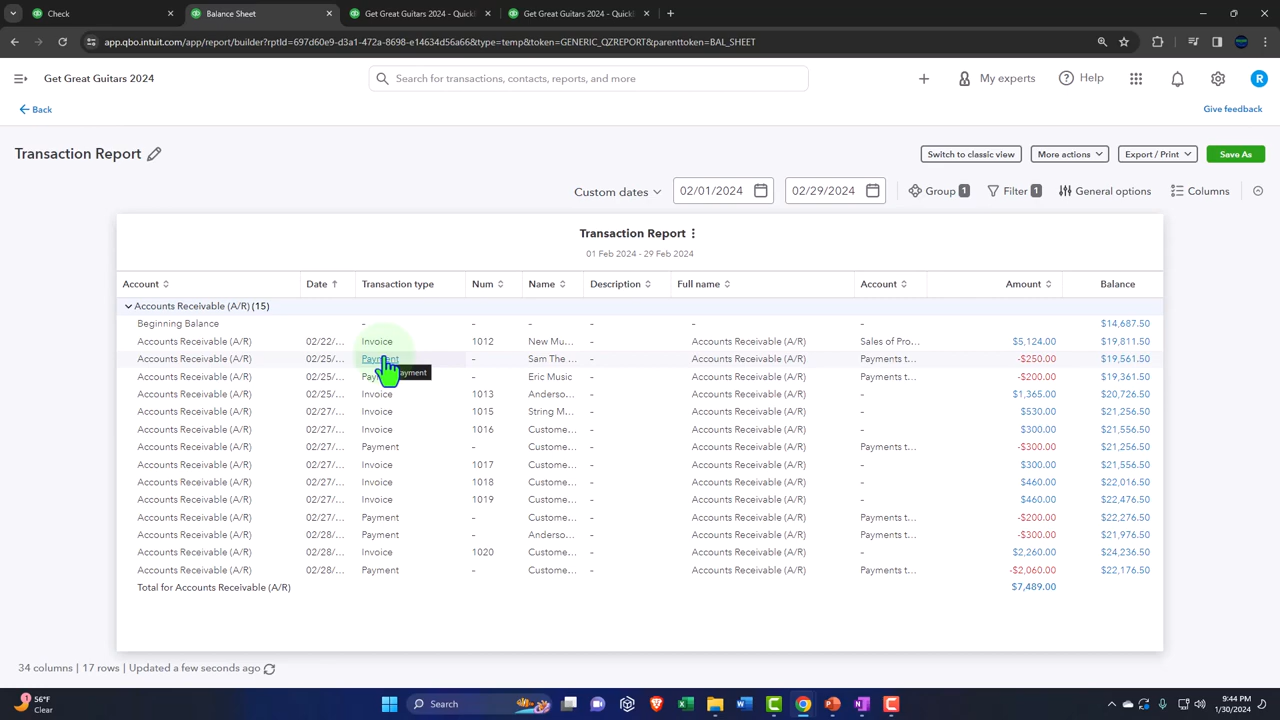 Check
Balance Sheet
Get Great Guitars 2024 - QuickB
Get Great Guitars 2024 - QuickB
app.qbo.intuit.com/app/report/builder?rptId=697d60e9-d3a1-472a-8698-e14634d56a66&type=temp&token=GENERIC_QZREPORT&parenttoken=BAL_SHEET
Get Great Guitars 2024
Search for transactions, contacts, reports, and more
My experts
Help
R
Back
Give feedback
Transaction Report
Switch to classic view
More actions
Export / Print
Save As
Custom dates
02/01/2024
02/29/2024
Group 1
Filter 1
General options
Columns
Transaction Report
01 Feb 2024 - 29 Feb 2024
Account Date Transaction type Num Name Description Full name Account Amount Balance
Accounts Receivable (A/R) (15)
Beginning Balance – – – – – – $14,687.50
Accounts Receivable (A/R) 02/22/... Invoice 1012 New Mu... – Accounts Receivable (A/R) Sales of Pro... $5,124.00 $19,811.50
Accounts Receivable (A/R) 02/25/... Payment – Sam The ... – Accounts Receivable (A/R) Payments t... -$250.00 $19,561.50
Accounts Receivable (A/R) 02/25/... Pay – Eric Music – Accounts Receivable (A/R) Payments t... -$200.00 $19,361.50
Accounts Receivable (A/R) 02/25/... Invoice 1013 Anderso... – Accounts Receivable (A/R) – $1,365.00 $20,726.50
Accounts Receivable (A/R) 02/27/... Invoice 1015 String M... – Accounts Receivable (A/R) – $530.00 $21,256.50
Accounts Receivable (A/R) 02/27/... Invoice 1016 Custome... – Accounts Receivable (A/R) – $300.00 $21,556.50
Accounts Receivable (A/R) 02/27/... Payment – Custome... – Accounts Receivable (A/R) Payments t... -$300.00 $21,256.50
Accounts Receivable (A/R) 02/27/... Invoice 1017 Custome... – Accounts Receivable (A/R) – $300.00 $21,556.50
Accounts Receivable (A/R) 02/27/... Invoice 1018 Custome... – Accounts Receivable (A/R) – $460.00 $22,016.50
Accounts Receivable (A/R) 02/27/... Invoice 1019 Custome... – Accounts Receivable (A/R) – $460.00 $22,476.50
Accounts Receivable (A/R) 02/27/... Payment – Custome... – Accounts Receivable (A/R) Payments t... -$200.00 $22,276.50
Accounts Receivable (A/R) 02/28/... Payment – Anderso... – Accounts Receivable (A/R) Payments t... -$300.00 $21,976.50
Accounts Receivable (A/R) 02/28/... Invoice 1020 Custome... – Accounts Receivable (A/R) – $2,260.00 $24,236.50
Accounts Receivable (A/R) 02/28/... Payment – Custome... – Accounts Receivable (A/R) Payments t... -$2,060.00 $22,176.50
Total for Accounts Receivable (A/R) $7,489.00
34 columns | 17 rows | Updated a few seconds ago
56°F
Clear
Search
9:44 PM
1/30/2024